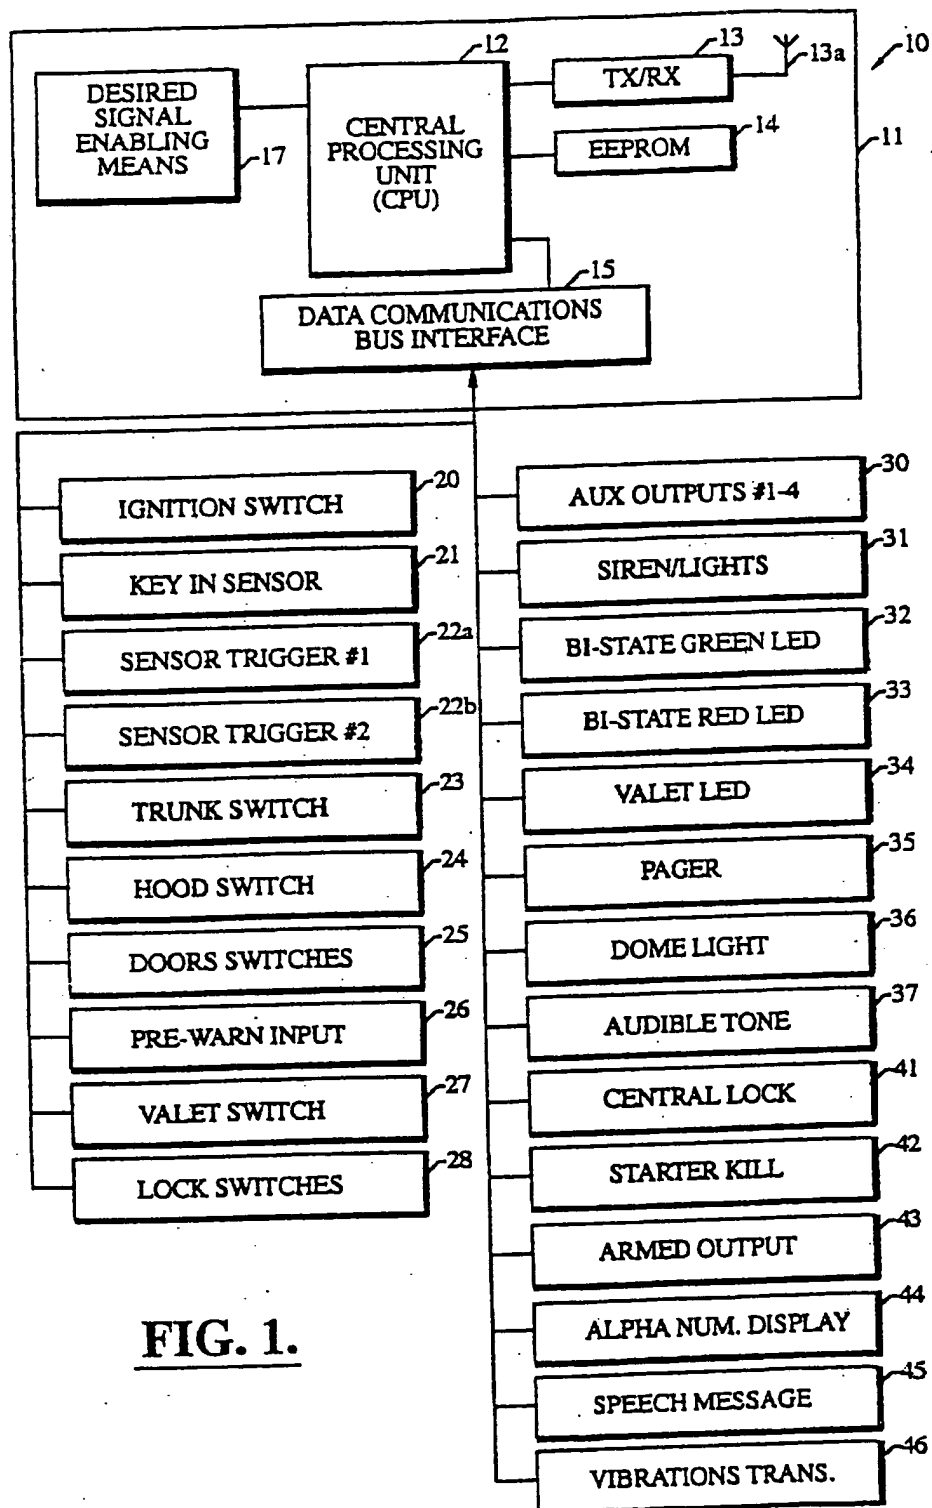 10
11
DESIRED
SIGNAL
ENABLING
MEANS
17
12
CENTRAL
PROCESSING
UNIT
(CPU)
13
TX/RX
13a
14
EEPROM
15
DATA COMMUNICATIONS
BUS INTERFACE
20
IGNITION SWITCH
21
KEY IN SENSOR
22a
SENSOR TRIGGER #1
22b
SENSOR TRIGGER #2
23
TRUNK SWITCH
24
HOOD SWITCH
25
DOORS SWITCHES
26
PRE-WARN INPUT
27
VALET SWITCH
28
LOCK SWITCHES
30
AUX OUTPUTS #1-4
31
SIREN/LIGHTS
32
BI-STATE GREEN LED
33
BI-STATE RED LED
34
VALET LED
35
PAGER
36
DOME LIGHT
37
AUDIBLE TONE
41
CENTRAL LOCK
42
STARTER KILL
43
ARMED OUTPUT
44
ALPHA NUM. DISPLAY
45
SPEECH MESSAGE
46
VIBRATIONS TRANS.
FIG. 1.